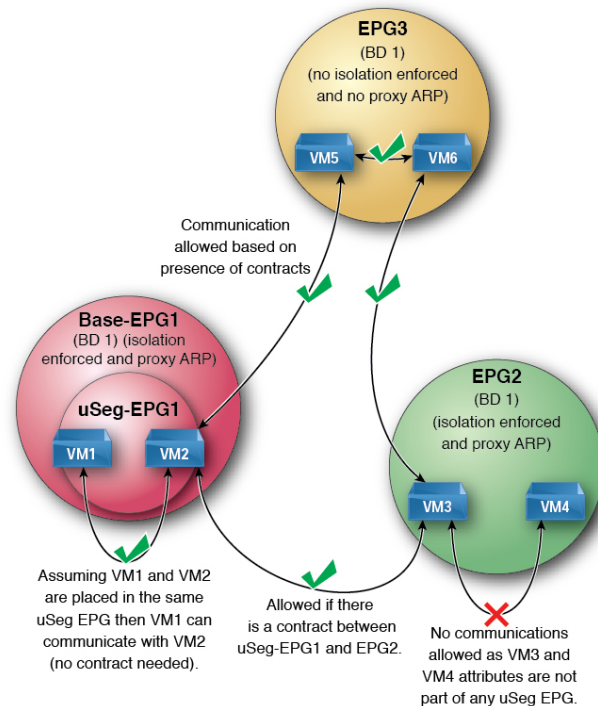 EPG3
(BD 1)
(no isolation enforced
and no proxy ARP)
VM5
VM6
Communication
allowed based on
presence of contracts
Base-EPG1
(BD 1) (isolation
enforced and proxy ARP)
uSeg-EPG1
VM1
VM2
EPG2
(BD 1)
(isolation enforced
and proxy ARP)
VM3
VM4
Assuming VM1 and VM2
are placed in the same
uSeg EPG then VM1 can
communicate with VM2
(no contract needed).
Allowed if there
is a contract between
uSeg-EPG1 and EPG2.
No communications
allowed as VM3 and
VM4 attributes are not
part of any uSeg EPG.